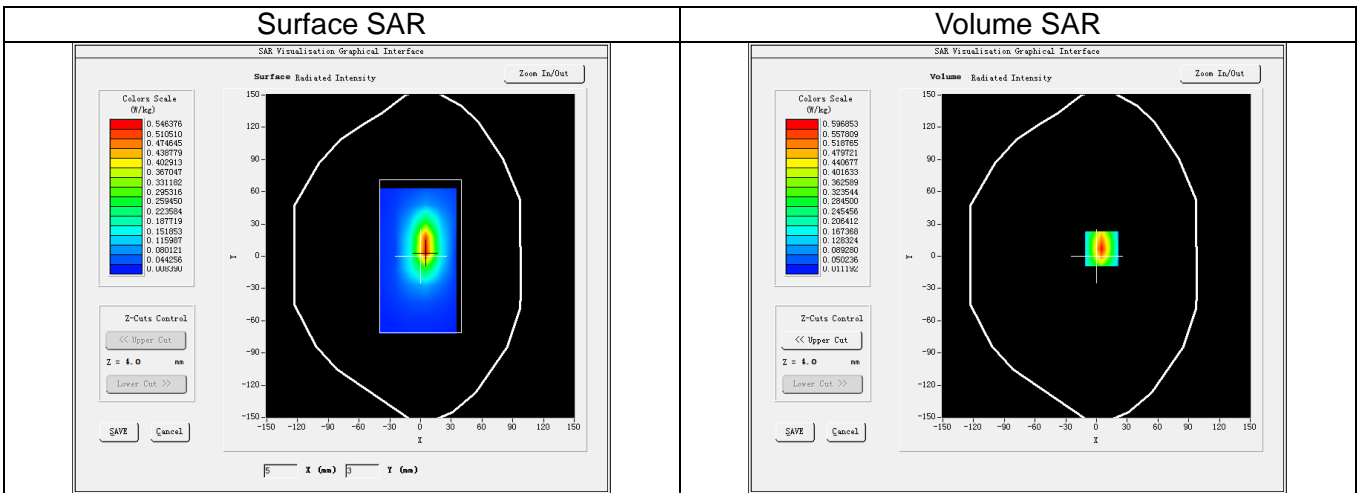 Surface SAR
SAR Visualisation Graphical Interface
Surface Radiated Intensity
Zoom In/Out
Colors Scale
(W/kg)
0.546376
0.510510
0.474645
0.438779
0.402913
0.367047
0.331182
0.295316
0.259450
0.223584
0.187719
0.151853
0.115987
0.080121
0.044256
0.008390
Z-Cuts Control
<< Upper Cut
Z = 4.0 mm
Lower Cut >>
SAVE Cancel
150
120
90
60
30
0
-30
-60
-90
-120
-150
Y
-150 -120 -90 -60 -30 0 30 60 90 120 150
X
5 X (mm) 3 Y (mm)
Volume SAR
SAR Visualisation Graphical Interface
Volume Radiated Intensity
Zoom In/Out
Colors Scale
(W/kg)
0.596853
0.557809
0.518765
0.479721
0.440677
0.401633
0.362589
0.323544
0.284500
0.245456
0.206412
0.167368
0.128324
0.089280
0.050236
0.011192
Z-Cuts Control
<< Upper Cut
Z = 4.0 mm
Lower Cut >>
SAVE Cancel
150
120
90
60
30
0
-30
-60
-90
-120
-150
Y
-150 -120 -90 -60 -30 0 30 60 90 120 150
X